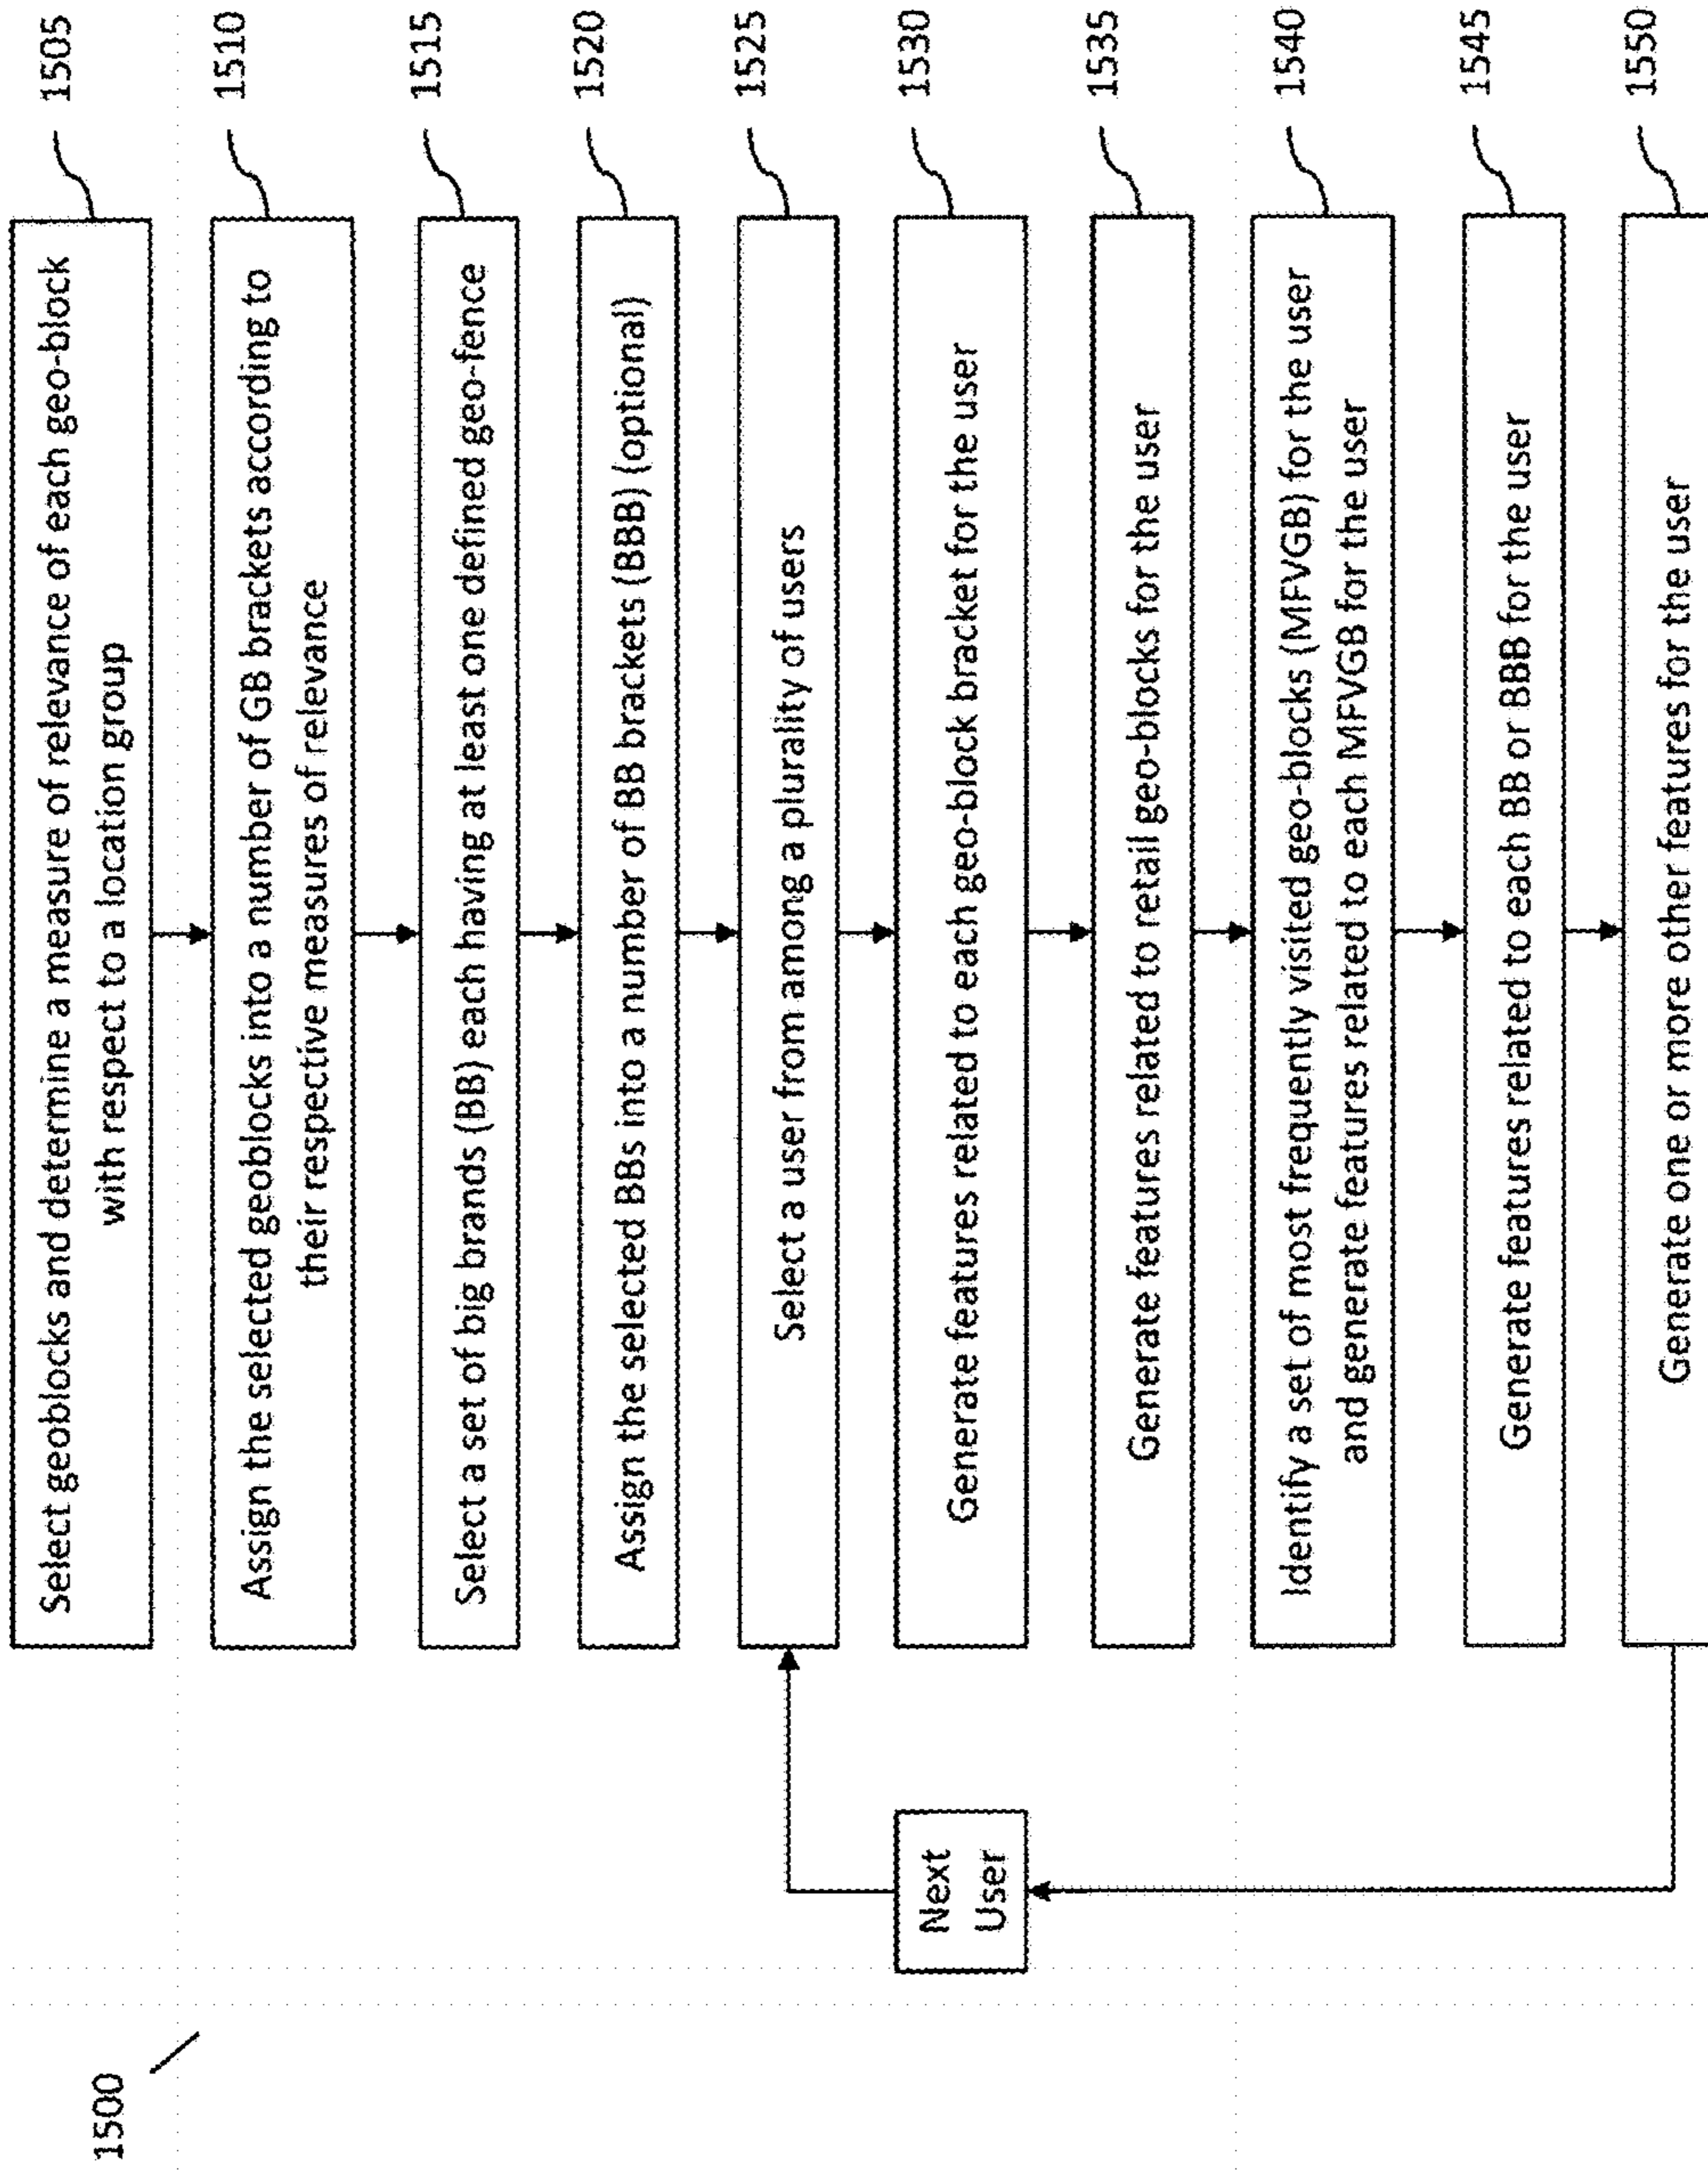 1500
Select geoblocks and determine a measure of relevance of each geo-block
with respect to a location group
1505
Assign the selected geoblocks into a number of GB brackets according to
their respective measures of relevance
1510
Select a set of big brands (BB) each having at least one defined geo-fence
1515
Assign the selected BBs into a number of BB brackets (BBB) (optional)
1520
Select a user from among a plurality of users
1525
Generate features related to each geo-block bracket for the user
1530
Generate features related to retail geo-blocks for the user
1535
Identify a set of most frequently visited geo-blocks (MFVGB) for the user
and generate features related to each MFVGB for the user
1540
Generate features related to each BB or BBB for the user
1545
Generate one or more other features for the user
1550
Next
User